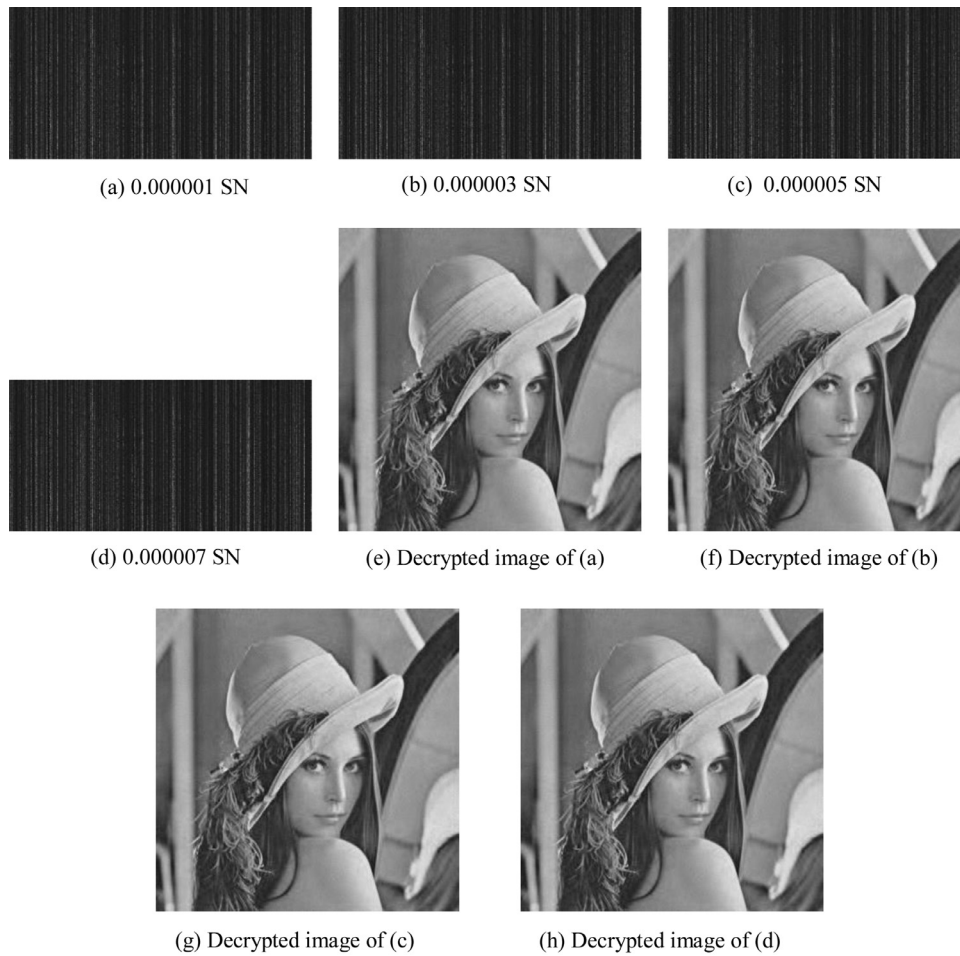 (a) 0.000001 SN
(b) 0.000003 SN
(c) 0.000005 SN
(d) 0.000007 SN
(e) Decrypted image of (a)
(f) Decrypted image of (b)
(g) Decrypted image of (c)
(h) Decrypted image of (d)